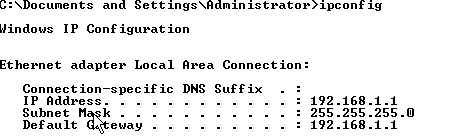 C:\Documents and Settings\Administrator>ipconfig
Windows IP Configuration
Ethernet adapter Local Area Connection:
Connection-specific DNS Suffix  . :
IP Address. . . . . . . . . . . . : 192.168.1.1
Subnet Mask . . . . . . . . . . . : 255.255.255.0
Default Gateway . . . . . . . . . : 192.168.1.1